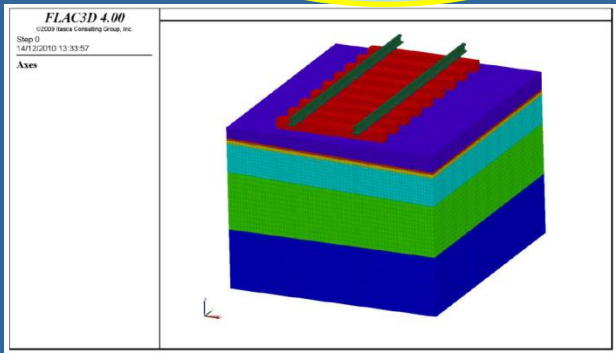 FLAC3D 4.00
©2009 Itasca Consulting Group, Inc.
Step 0
14/12/2010 13:33:57
Axes